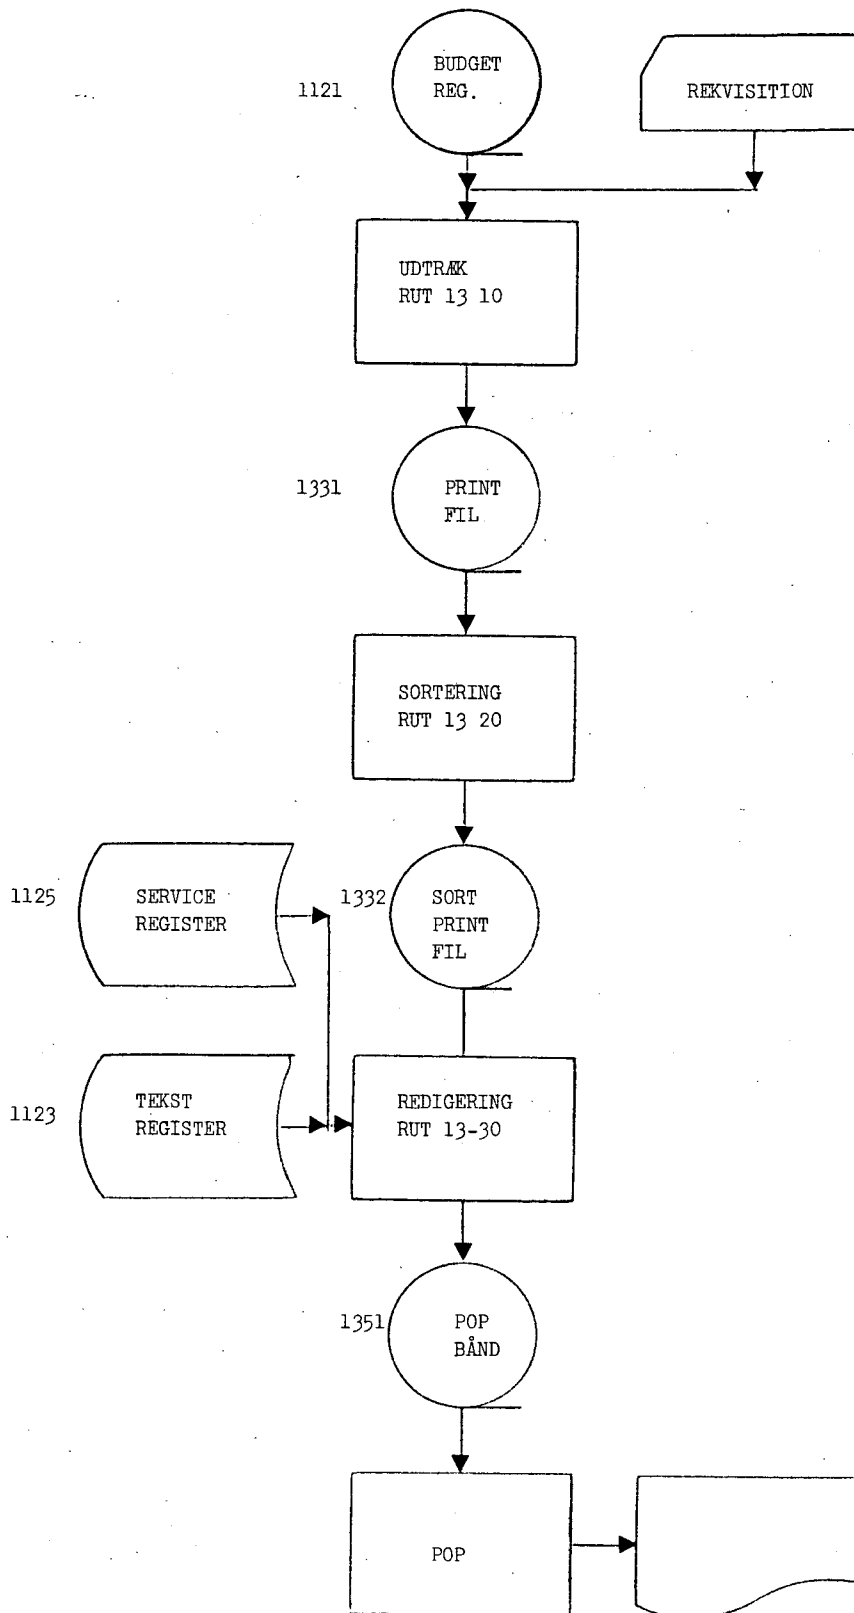 1121
BUDGET
REG.
REKVISITION
UDTRÆK
RUT 13 10
1331
PRINT
FIL
SORTERING
RUT 13 20
1125
SERVICE
REGISTER
1332
SORT
PRINT
FIL
1123
TEKST
REGISTER
REDIGERING
RUT 13-30
1351
POP
BÅND
POP